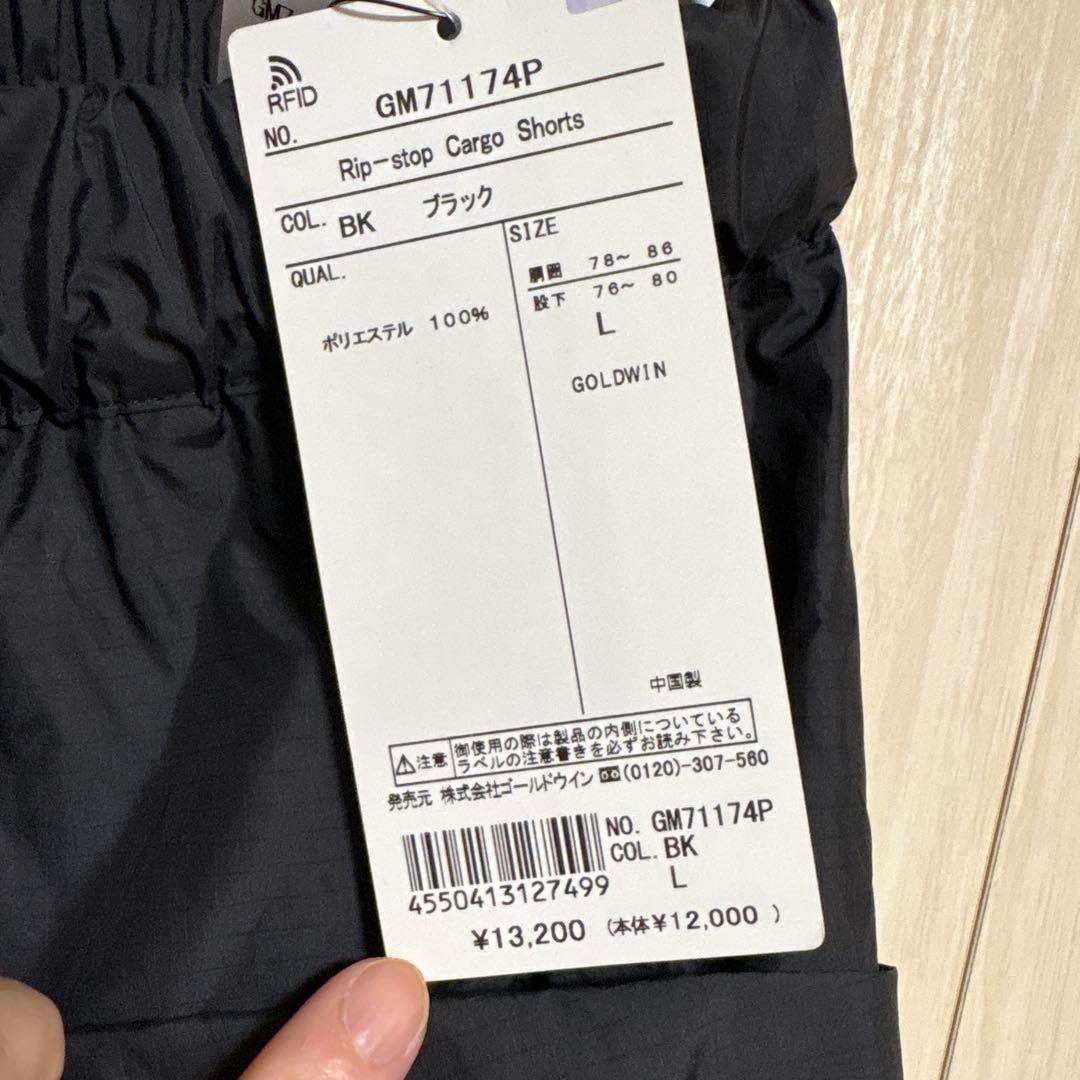 GM7
RFID
NO. GM71174P
Rip-stop Cargo Shorts
COL. BK ブラック
QUAL.
ポリエステル 100%
SIZE
胴囲 78~ 86
股下 76~ 80
L
GOLDWIN
中国製
注意
御使用の際は製品の内側についている
ラベルの注意書きを必ずお読み下さい。
発売元 株式会社ゴールドウイン (0120)-307-560
NO. GM71174P
COL. BK
L
4550413127499
¥13,200 (本体¥12,000 )